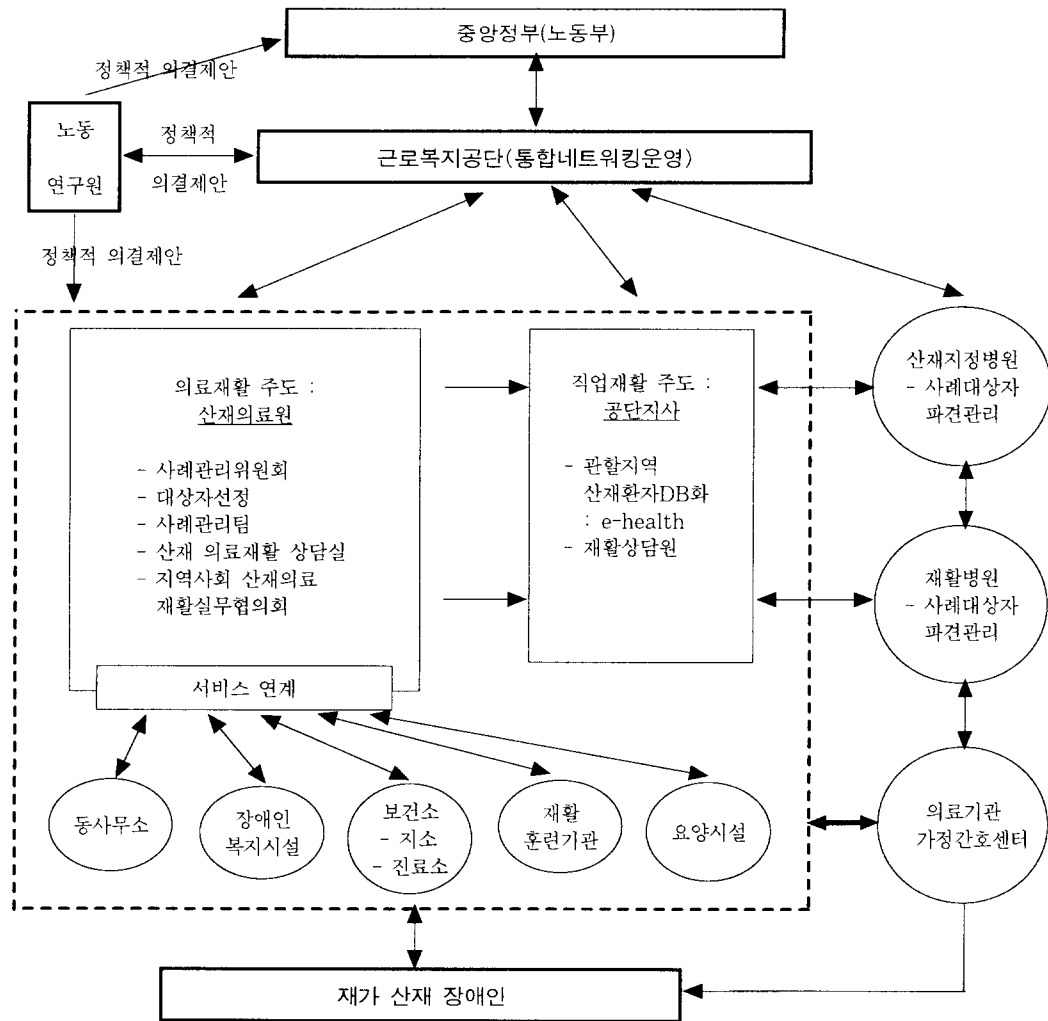 중앙정부(노동부)
정책적 의결제안
노동
연구원
정책적
의결제안
근로복지공단(통합네트워킹운영)
정책적 의결제안
의료재활 주도 :
산재의료원
- 사례관리위원회
- 대상자선정
- 사례관리팀
- 산재 의료재활 상담실
- 지역사회 산재의료
재활실무협의회
서비스 연계
직업재활 주도 :
공단지사
- 관할지역
산재환자DB화
: e-health
- 재활상담원
산재지정병원
- 사례대상자
파견관리
재활병원
- 사례대상자
파견관리
동사무소
장애인
복지시설
보건소
- 지소
- 진료소
재활
훈련기관
요양시설
의료기관
가정간호센터
재가 산재 장애인